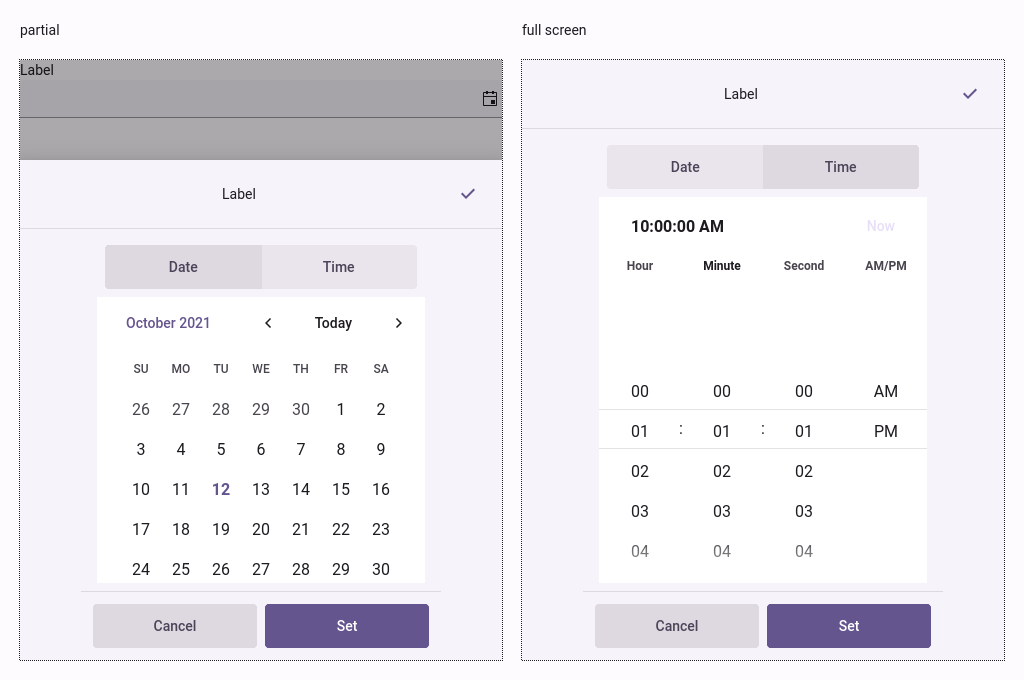 partial
Label
Label
Date Time
October 2021 Today
SU MO TU WE TH FR SA
26 27 28 29 30 1 2
3 4 5 6 7 8 9
10 11 12 13 14 15 16
17 18 19 20 21 22 23
24 25 26 27 28 29 30
Cancel Set
full screen
Label
Date Time
10:00:00 AM Now
Hour Minute Second AM/PM
00 00 00 AM
01 : 01 : 01 PM
02 02 02
03 03 03
04 04 04
Cancel Set